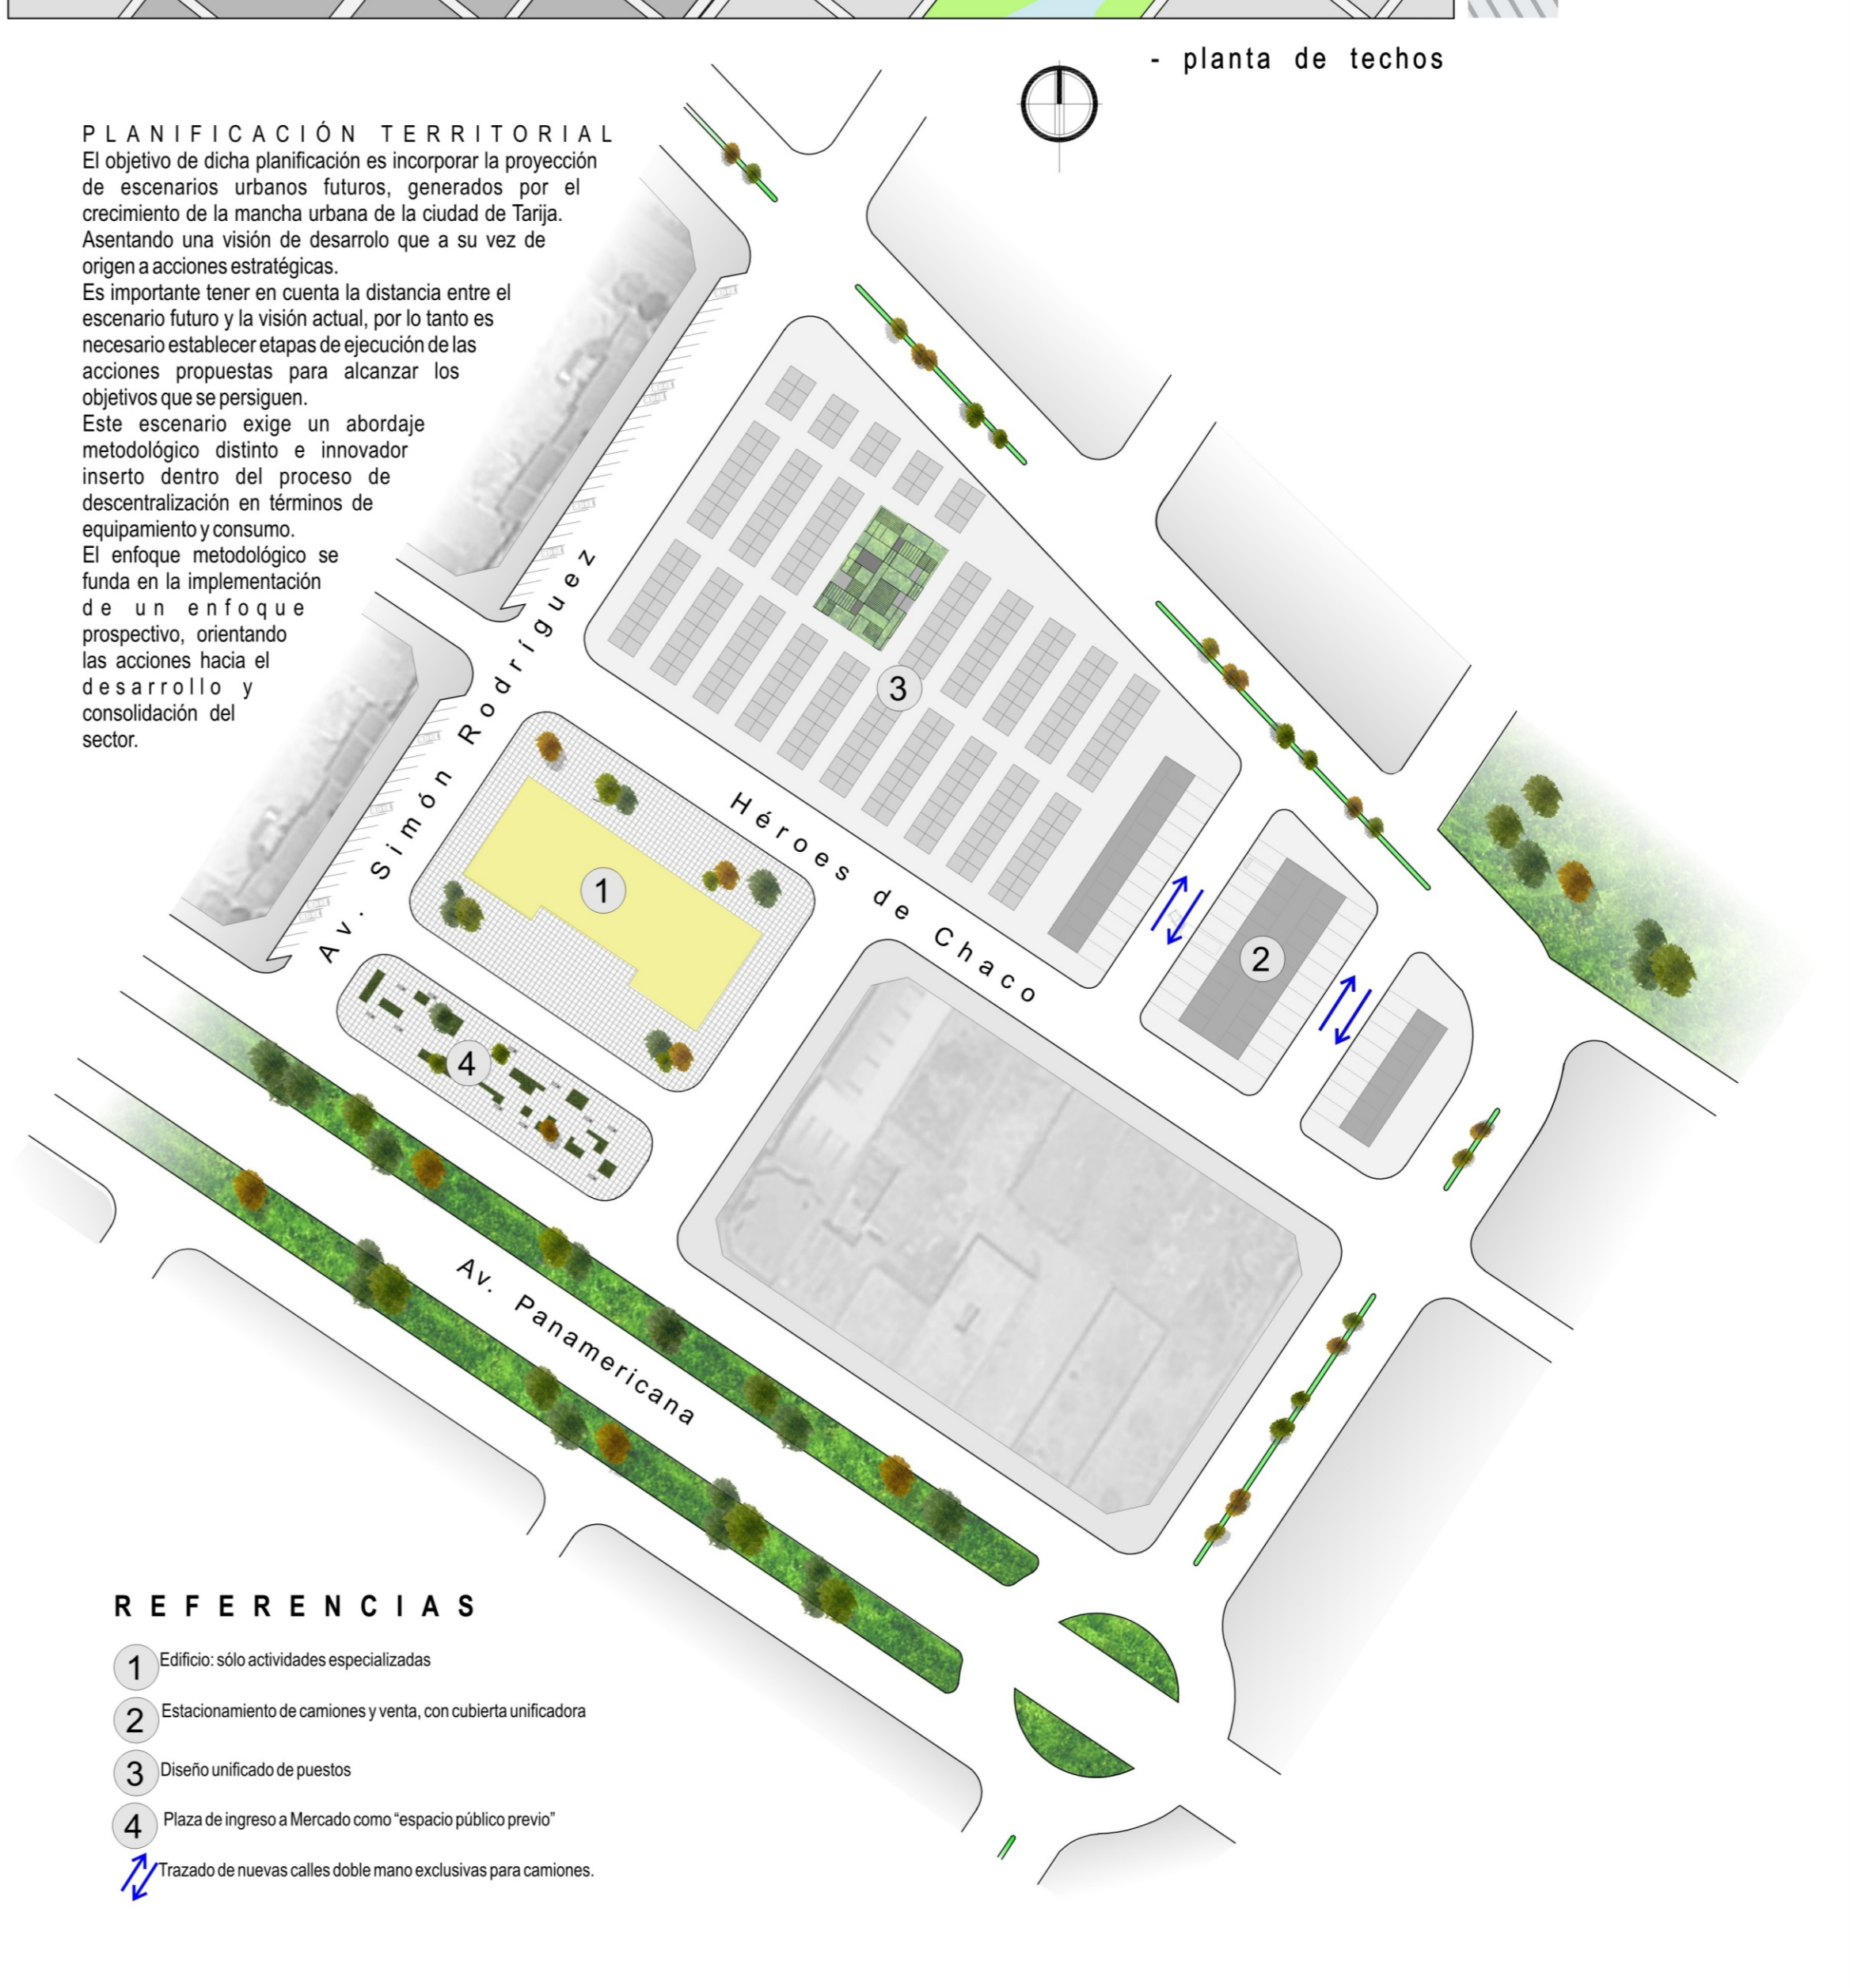 - planta de techos
PLANIFICACIÓN TERRITORIAL
El objetivo de dicha planificación es incorporar la proyección
de escenarios urbanos futuros, generados por el
crecimiento de la mancha urbana de la ciudad de Tarija.
Asentando una visión de desarrolo que a su vez de
origen a acciones estratégicas.
Es importante tener en cuenta la distancia entre el
escenario futuro y la visión actual, por lo tanto es
necesario establecer etapas de ejecución de las
acciones propuestas para alcanzar los
objetivos que se persiguen.
Este escenario exige un abordaje
metodológico distinto e innovador
inserto dentro del proceso de
descentralización en términos de
equipamiento y consumo.
El enfoque metodológico se
funda en la implementación
de un enfoque
prospectivo, orientando
las acciones hacia el
desarrollo y
consolidación del
sector.
Av. Simón Rodríguez
Héroes de Chaco
Av. Panamericana
3
1
2
4
REFERENCIAS
1 Edificio: sólo actividades especializadas
2 Estacionamiento de camiones y venta, con cubierta unificadora
3 Diseño unificado de puestos
4 Plaza de ingreso a Mercado como “espacio público previo”
Trazado de nuevas calles doble mano exclusivas para camiones.